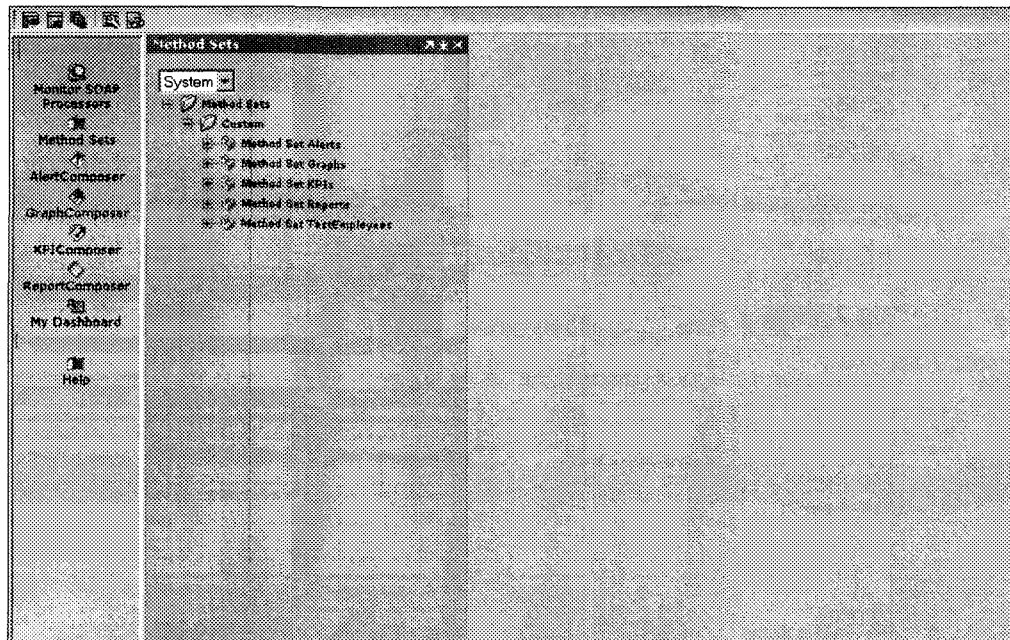 Method Sets
System
Method Sets
Custom
Method Set Alerts
Method Set Graphs
Method Set KPIs
Method Set Reports
Method Set TestEmployees
Monitor SOAP
Processors
Method Sets
AlertComposer
GraphComposer
KPIComposer
ReportComposer
My Dashboard
Help